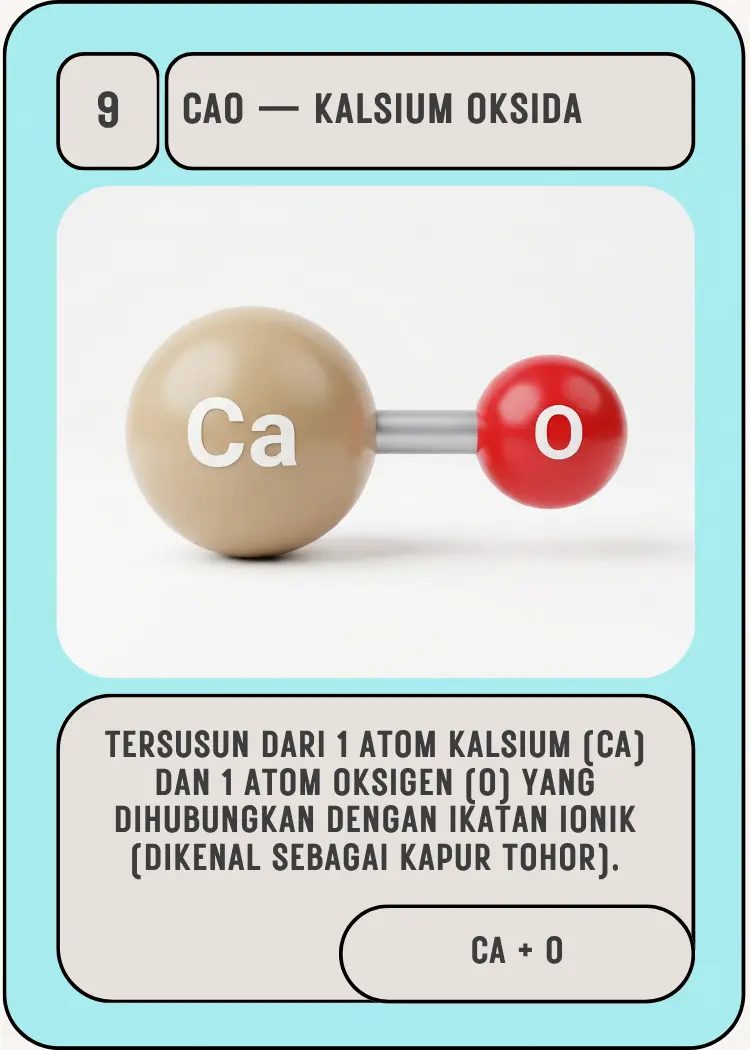 9
CAO — KALSIUM OKSIDA
Ca
O
TERSUSUN DARI 1 ATOM KALSIUM (CA)
DAN 1 ATOM OKSIGEN (O) YANG
DIHUBUNGKAN DENGAN IKATAN IONIK
(DIKENAL SEBAGAI KAPUR TOHOR).
CA + O